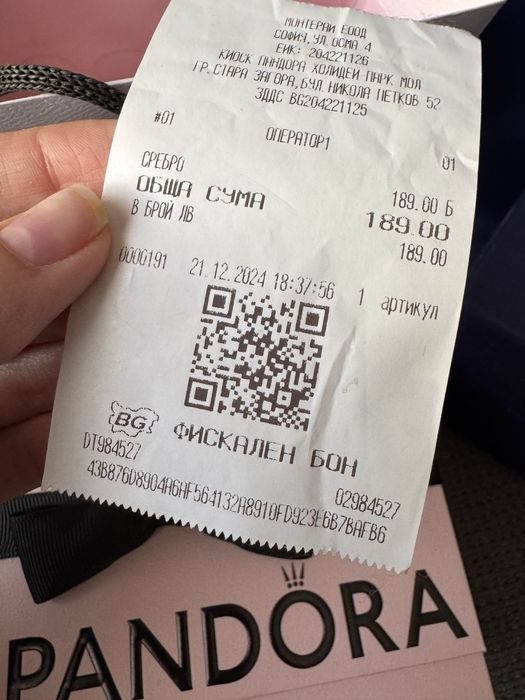 МОНТЕРАЙ ЕООД
СОФИЯ, УЛ. ОСМА 4
ЕИК: 204221126
КИОСК ПАНДОРА ХОЛИДЕЙ ПАРК МОЛ
ГР. СТАРА ЗАГОРА, БУЛ. НИКОЛА ПЕТКОВ 52
ЗДДС BG204221125
#01 ОПЕРАТОР1 01
СРЕБРО 189.00 Б
ОБЩА СУМА 189.00
В БРОЙ ЛВ 189.00
0000191 21.12.2024 18:37:56 1 артикул
BG ФИСКАЛЕН БОН
DT984527 02984527
43B876D8904A6AF564132A8910FD923E6B7BAFB6
PANDORA